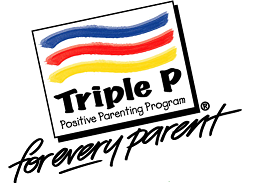 Triple P
Positive Parenting Program
®
for every parent